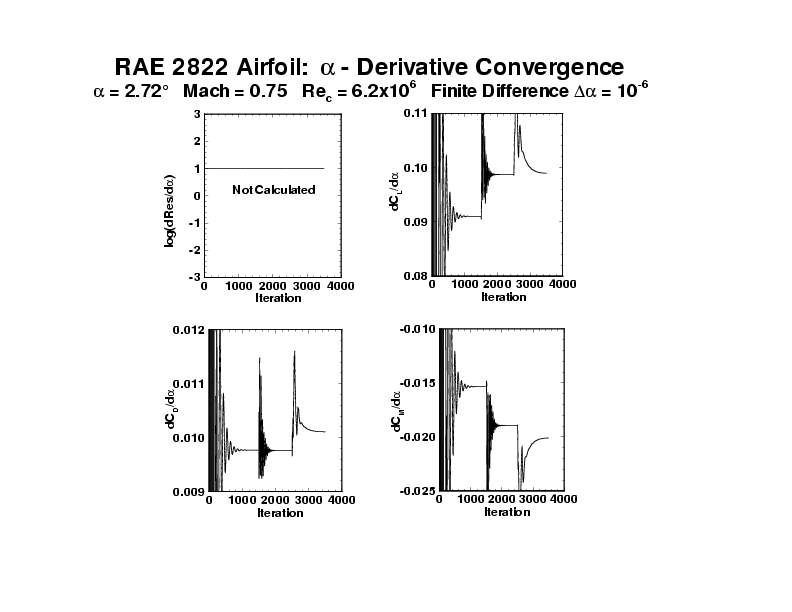 RAE 2822 Airfoil: α - Derivative Convergence
α = 2.72° Mach = 0.75 Re_c = 6.2x10^6 Finite Difference Δα = 10^-6
3
2
1
0
-1
-2
-3
log(dRes/dα)
Not Calculated
0 1000 2000 3000 4000
Iteration
0.11
0.10
0.09
0.08
dC_L/dα
0 1000 2000 3000 4000
Iteration
0.012
0.011
0.010
0.009
dC_D/dα
0 1000 2000 3000 4000
Iteration
-0.010
-0.015
-0.020
-0.025
dC_M/dα
0 1000 2000 3000 4000
Iteration